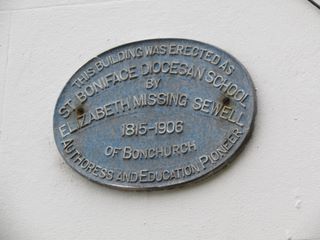 THIS BUILDING WAS ERECTED AS
ST BONIFACE DIOCESAN SCHOOL
BY
ELIZABETH MISSING SEWELL
1815-1906
OF BONCHURCH
AUTHORESS AND EDUCATION PIONEER